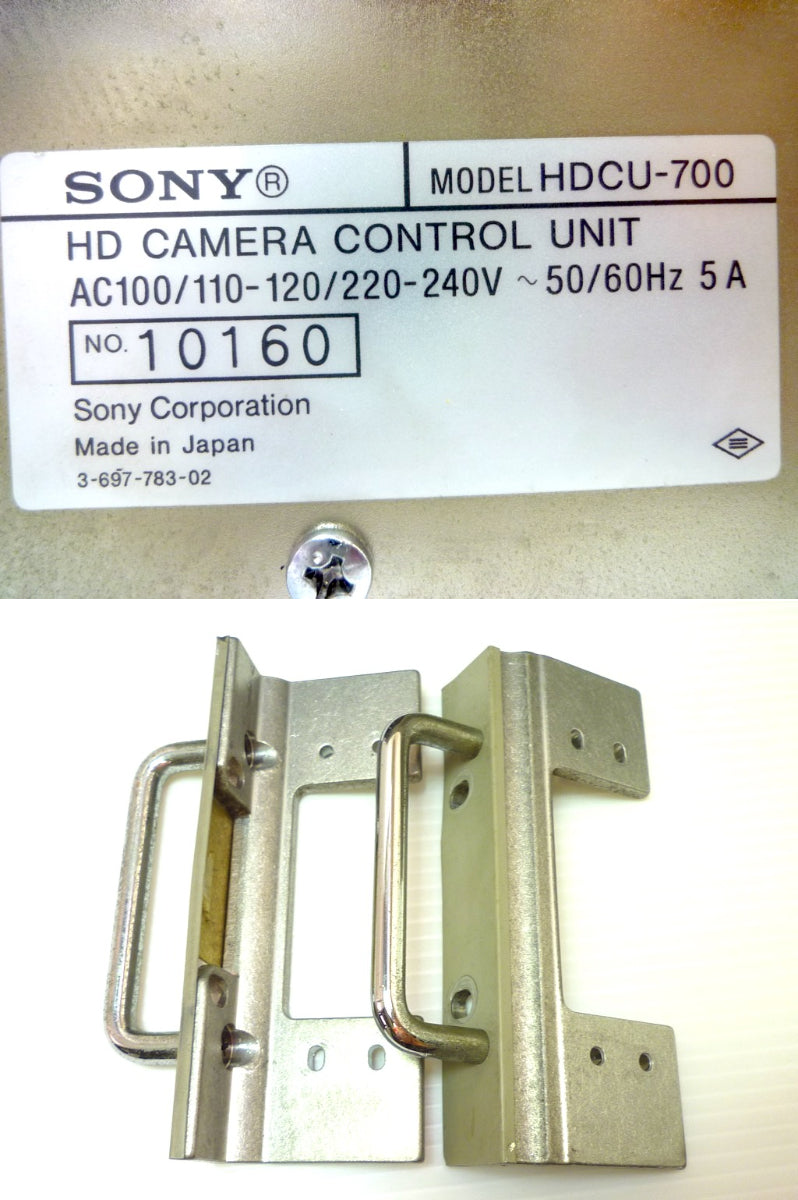 SONY®
MODEL HDCU-700
HD CAMERA CONTROL UNIT
AC100/110-120/220-240V ~ 50/60Hz 5 A
NO. 10160
Sony Corporation
Made in Japan
3-697-783-02